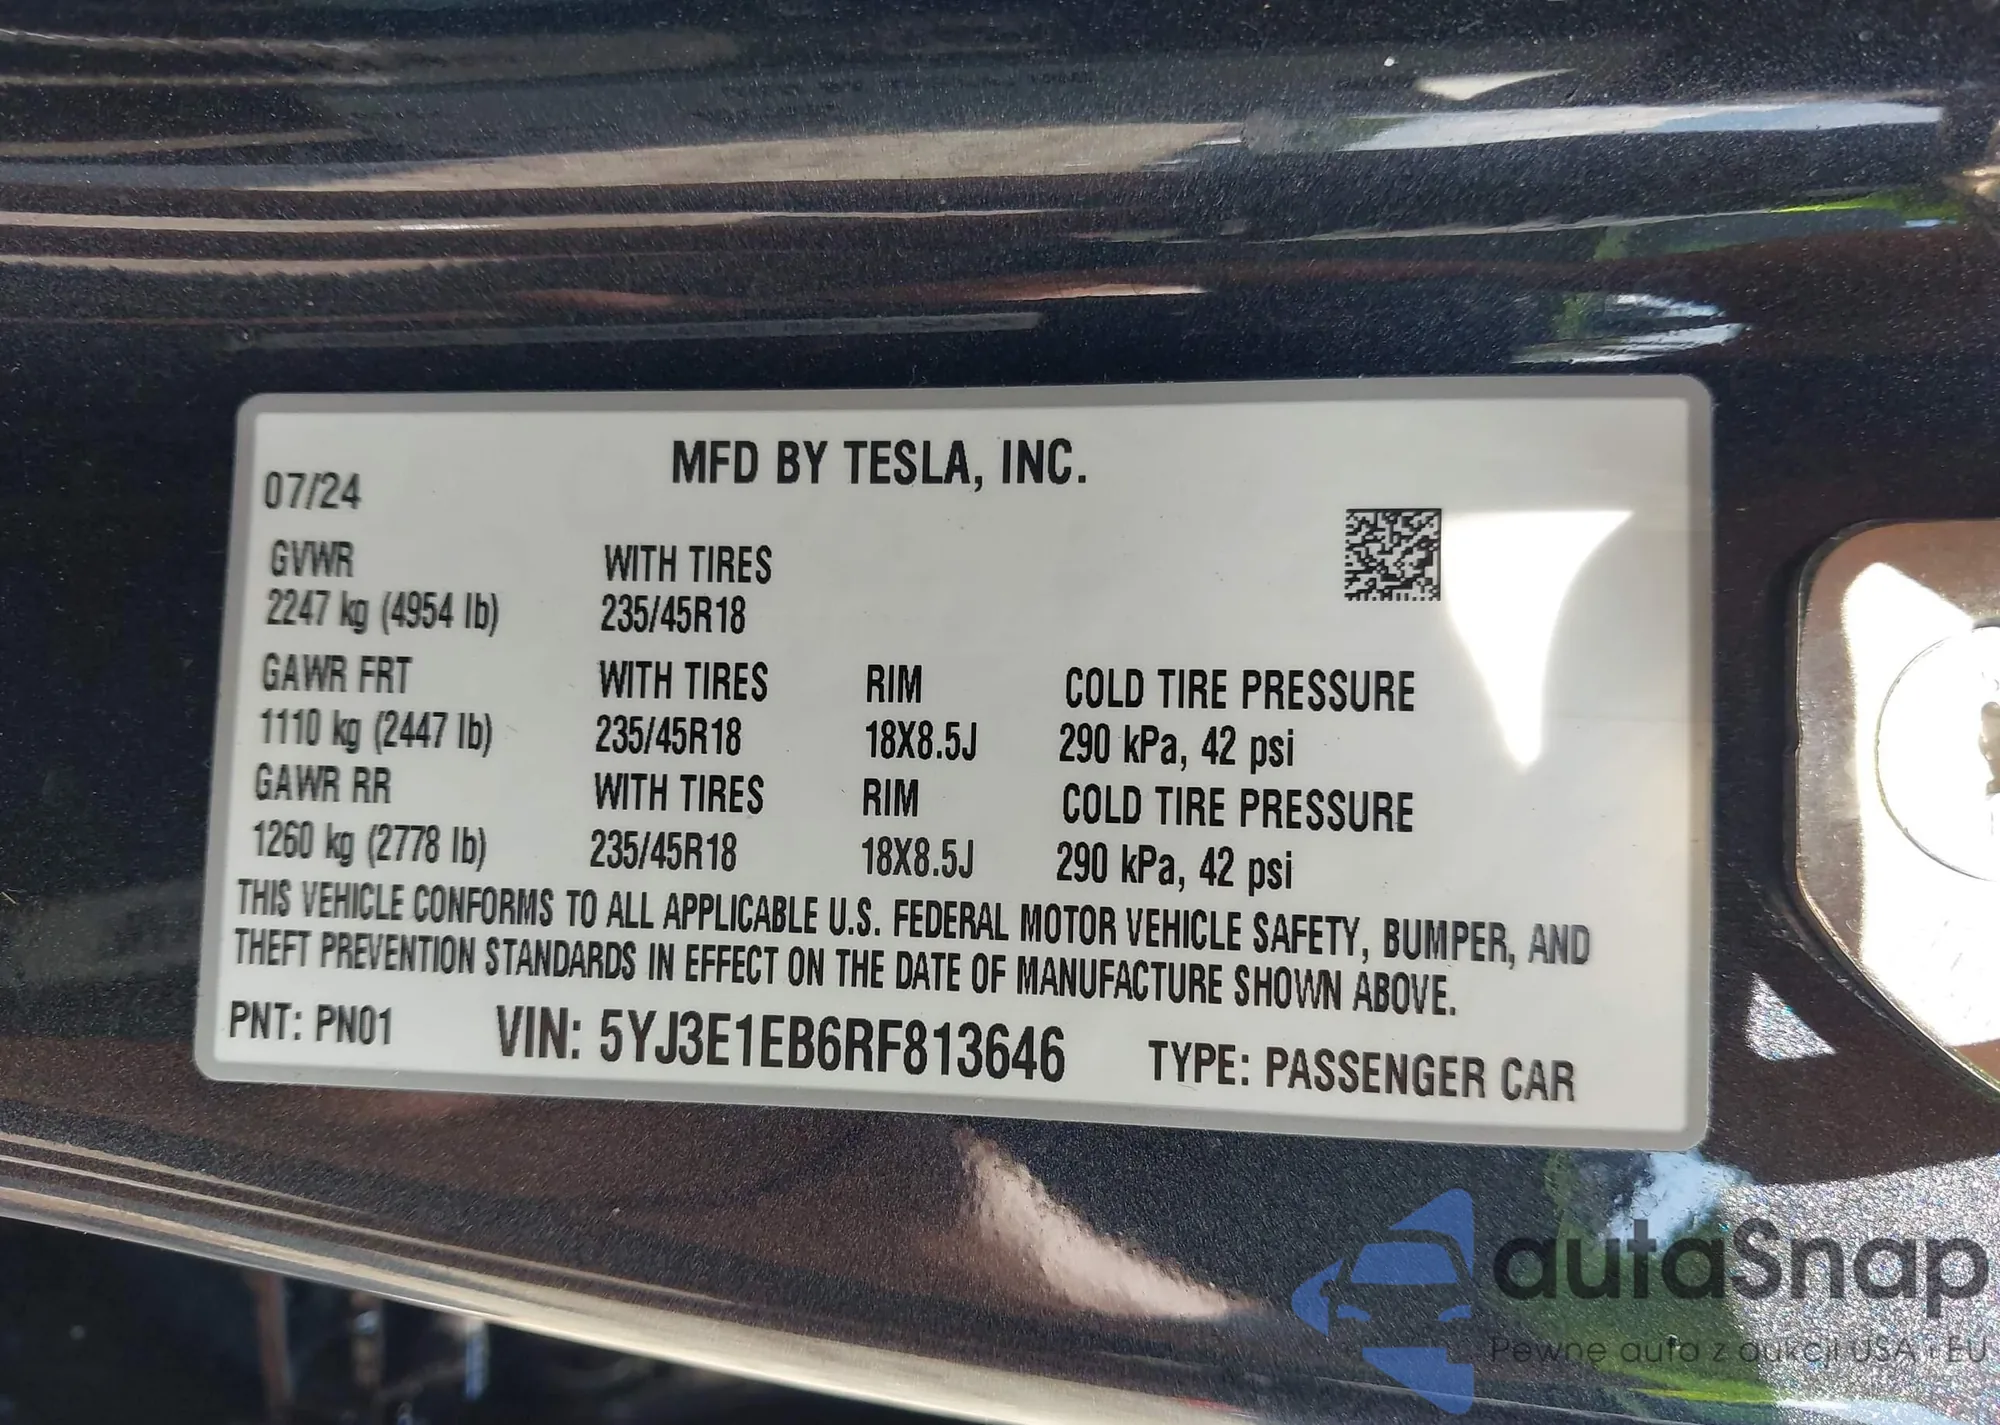 MFD BY TESLA, INC.
07/24
GVWR WITH TIRES
2247 kg (4954 lb) 235/45R18
GAWR FRT WITH TIRES RIM COLD TIRE PRESSURE
1110 kg (2447 lb) 235/45R18 18X8.5J 290 kPa, 42 psi
GAWR RR WITH TIRES RIM COLD TIRE PRESSURE
1260 kg (2778 lb) 235/45R18 18X8.5J 290 kPa, 42 psi
THIS VEHICLE CONFORMS TO ALL APPLICABLE U.S. FEDERAL MOTOR VEHICLE SAFETY, BUMPER, AND
THEFT PREVENTION STANDARDS IN EFFECT ON THE DATE OF MANUFACTURE SHOWN ABOVE.
PNT: PN01 VIN: 5YJ3E1EB6RF813646 TYPE: PASSENGER CAR
autaSnap
Pewne auta z aukcji USA i EU